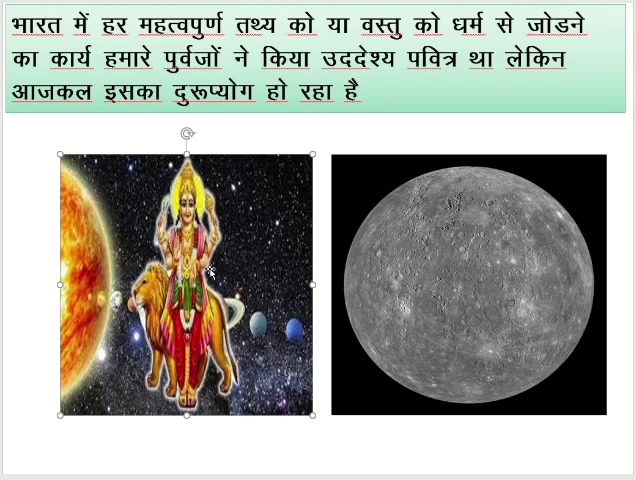 भारत में हर महत्वपुर्ण तथ्य को या वस्तु को धर्म से जोडने
का कार्य हमारे पुर्वजों ने किया उददेश्य पवित्र था लेकिन
आजकल इसका दुरूप्योग हो रहा है